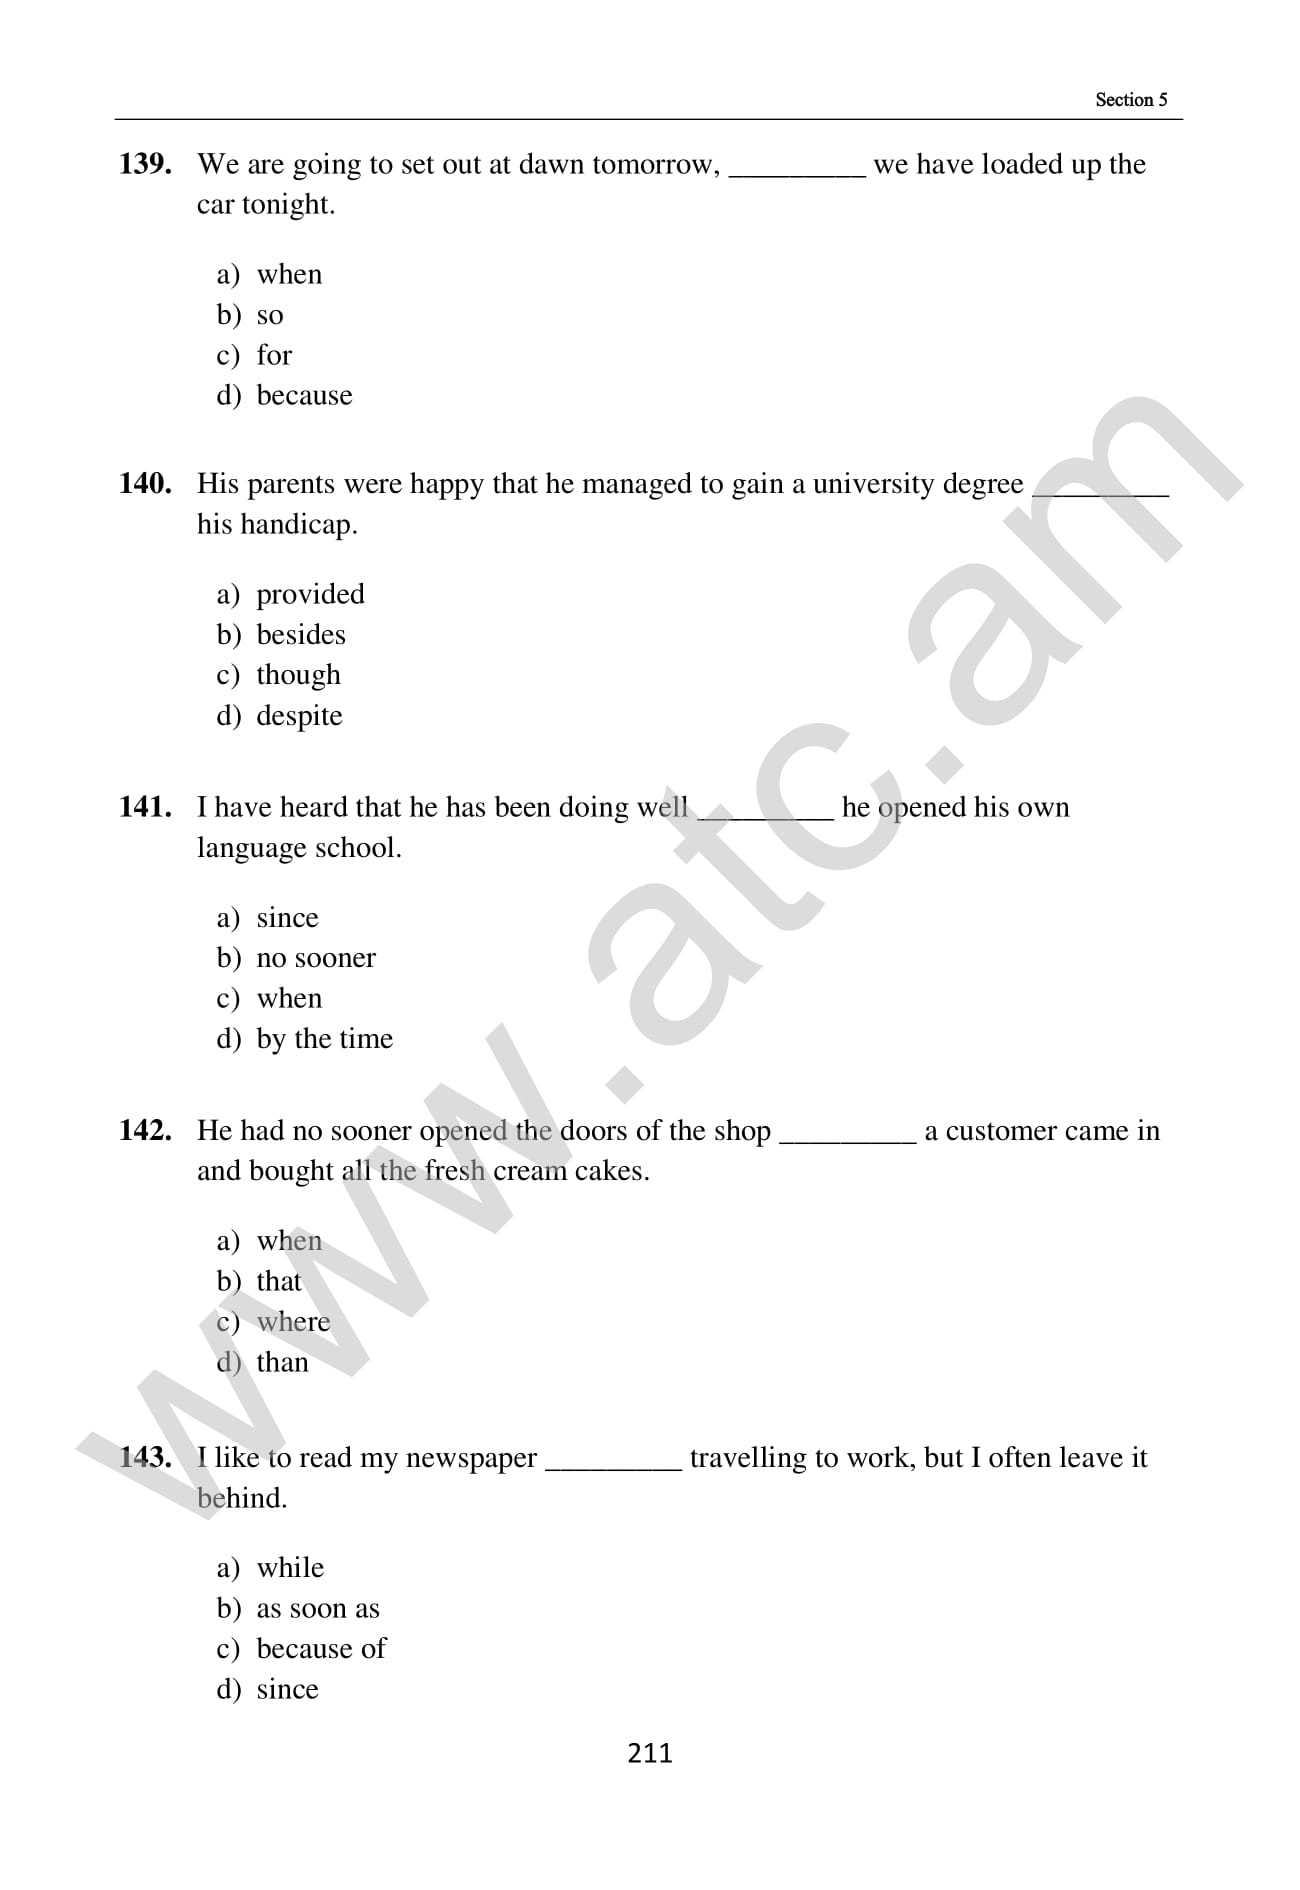 Section 5
139. We are going to set out at dawn tomorrow, _________ we have loaded up the
car tonight.
a) when
b) so
c) for
d) because
140. His parents were happy that he managed to gain a university degree _________
his handicap.
a) provided
b) besides
c) though
d) despite
141. I have heard that he has been doing well _________ he opened his own
language school.
a) since
b) no sooner
c) when
d) by the time
142. He had no sooner opened the doors of the shop _________ a customer came in
and bought all the fresh cream cakes.
a) when
b) that
c) where
d) than
143. I like to read my newspaper _________ travelling to work, but I often leave it
behind.
a) while
b) as soon as
c) because of
d) since
211
www.atc.am